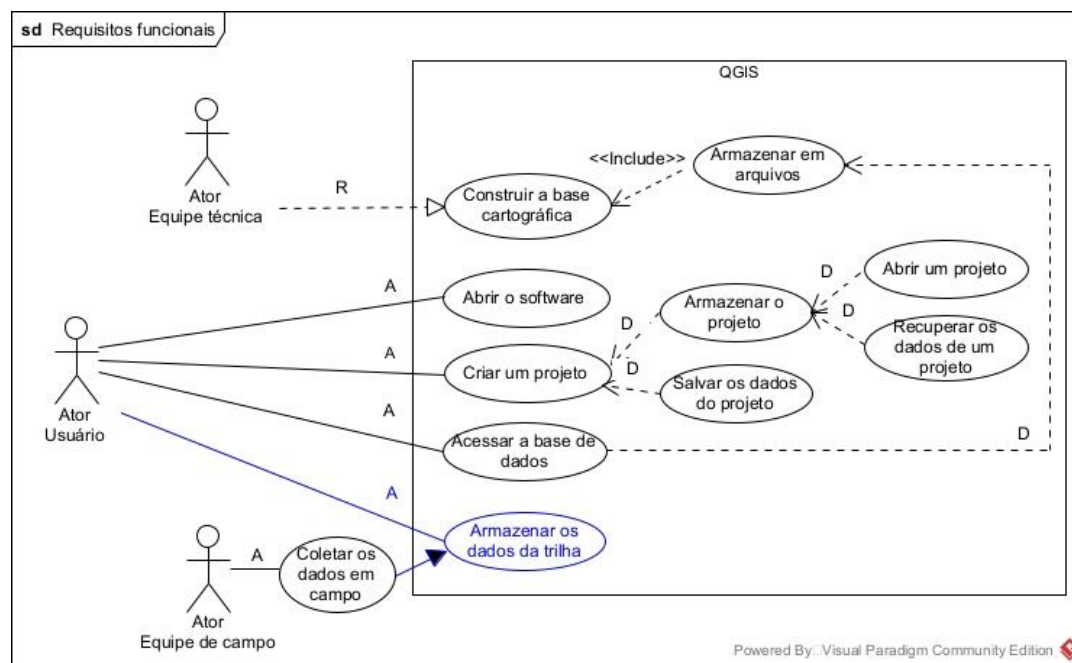 sd Requisitos funcionais
QGIS
Ator
Equipe técnica
R
Construir a base
cartográfica
<<Include>>
Armazenar em
arquivos
Ator
Usuário
A
Abrir o software
A
Criar um projeto
D
Armazenar o
projeto
D
Abrir um projeto
D
Recuperar os
dados de um
projeto
D
Salvar os dados
do projeto
A
Acessar a base de
dados
D
A
Armazenar os
dados da trilha
Ator
Equipe de campo
A
Coletar os
dados em
campo
Powered By Visual Paradigm Community Edition